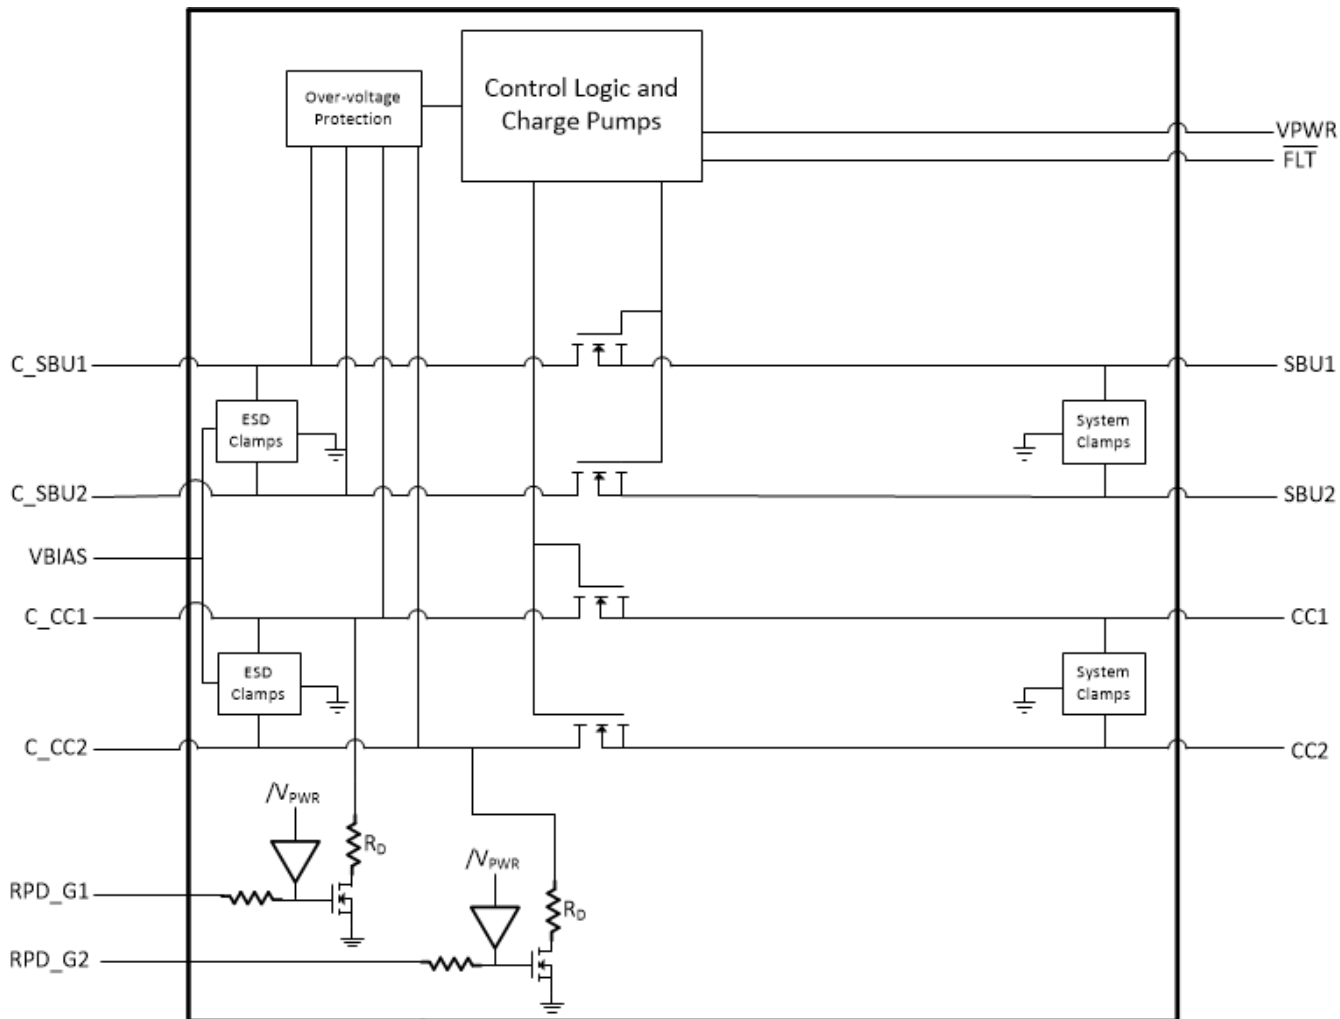 Control Logic and
Charge Pumps
Over-voltage
Protection
VPWR
FLT
C_SBU1
SBU1
ESD
Clamps
System
Clamps
C_SBU2
SBU2
VBIAS
C_CC1
CC1
ESD
Clamps
System
Clamps
C_CC2
CC2
/VPWR
RD
/VPWR
RPD_G1
RD
RPD_G2